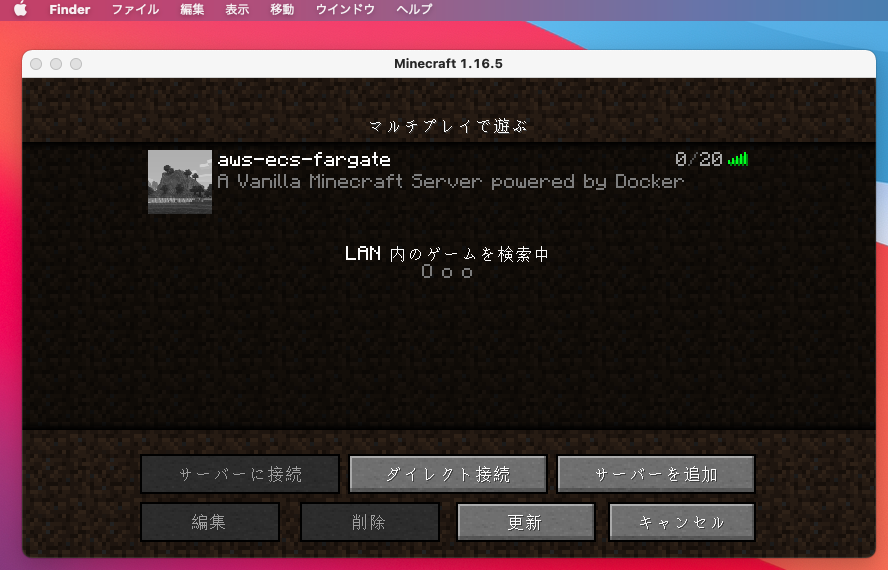 Finder ファイル 編集 表示 移動 ウインドウ ヘルプ
Minecraft 1.16.5
マルチプレイで遊ぶ
aws-ecs-fargate 0/20
A Vanilla Minecraft Server powered by Docker
LAN 内のゲームを検索中
O o o
サーバーに接続 ダイレクト接続 サーバーを追加
編集 削除 更新 キャンセル